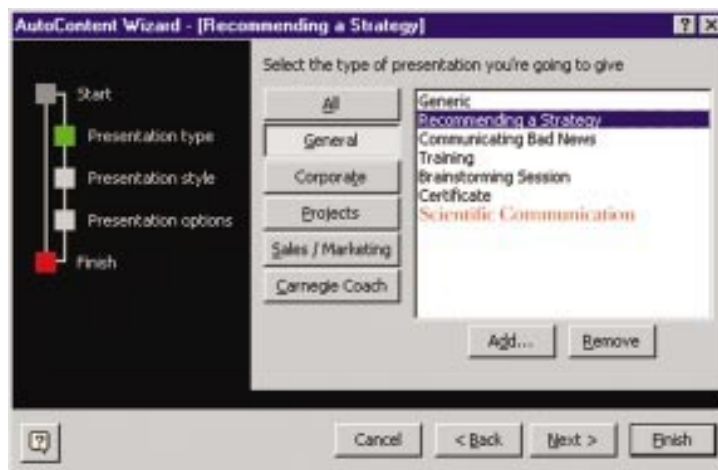 AutoContent Wizard - [Recommending a Strategy]
Select the type of presentation you're going to give
Start
Presentation type
Presentation style
Presentation options
Finish
All
General
Corporate
Projects
Sales / Marketing
Carnegie Coach
Generic
Recommending a Strategy
Communicating Bad News
Training
Brainstorming Session
Certificate
Scientific Communication
Add...
Remove
Cancel
< Back
Next >
Finish